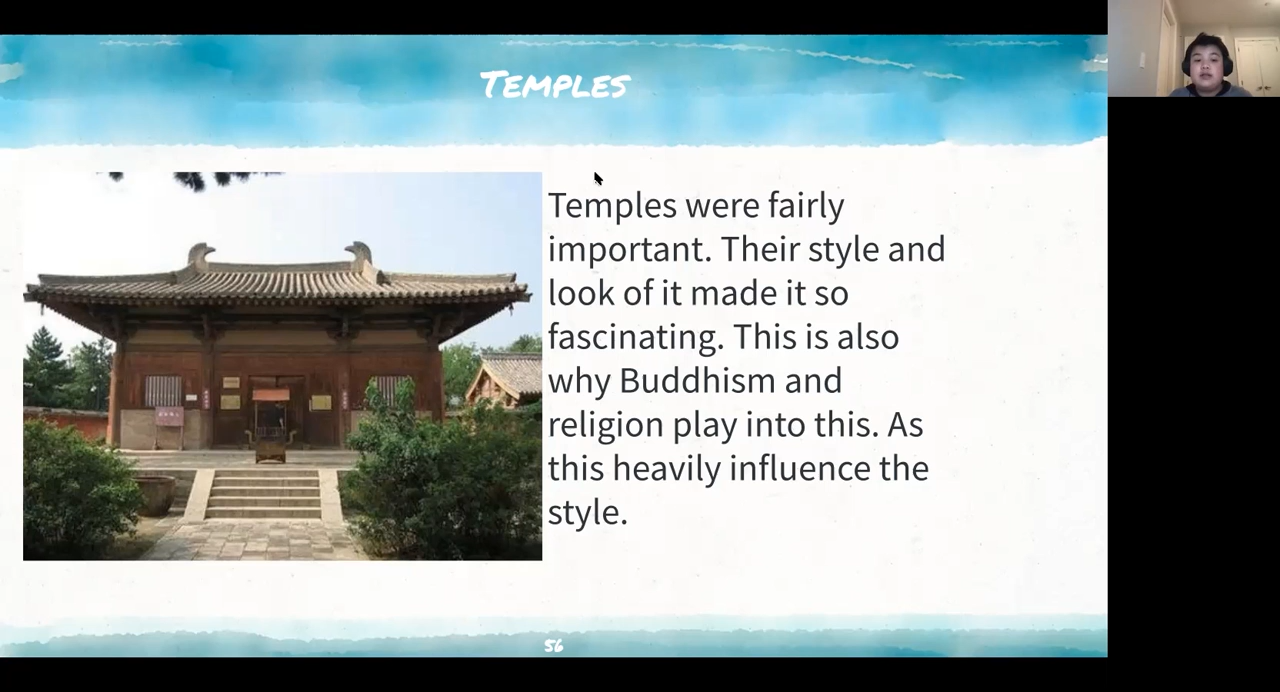 Temples
Temples were fairly
important. Their style and
look of it made it so
fascinating. This is also
why Buddhism and
religion play into this. As
this heavily influence the
style.
56